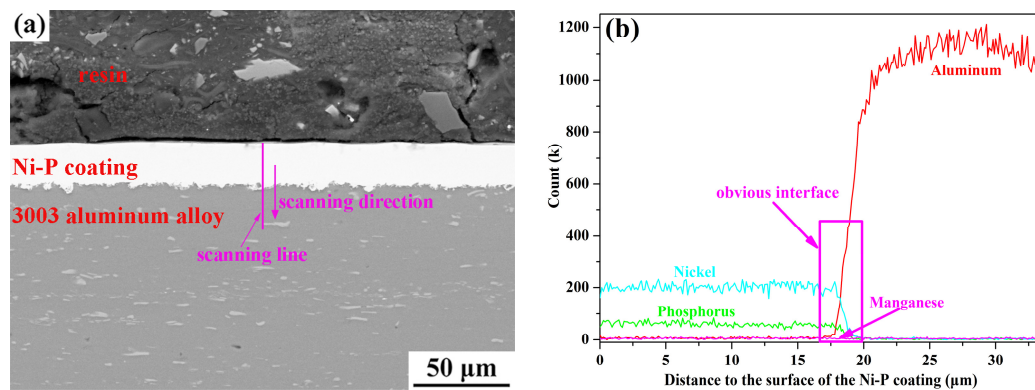 (a)
resin
Ni-P coating
3003 aluminum alloy
scanning direction
scanning line
50 μm
(b)
1200
1000
800
600
400
200
0
Count (k)
Aluminum
obvious interface
Nickel
Phosphorus
Manganese
0 5 10 15 20 25 30
Distance to the surface of the Ni-P coating (μm)